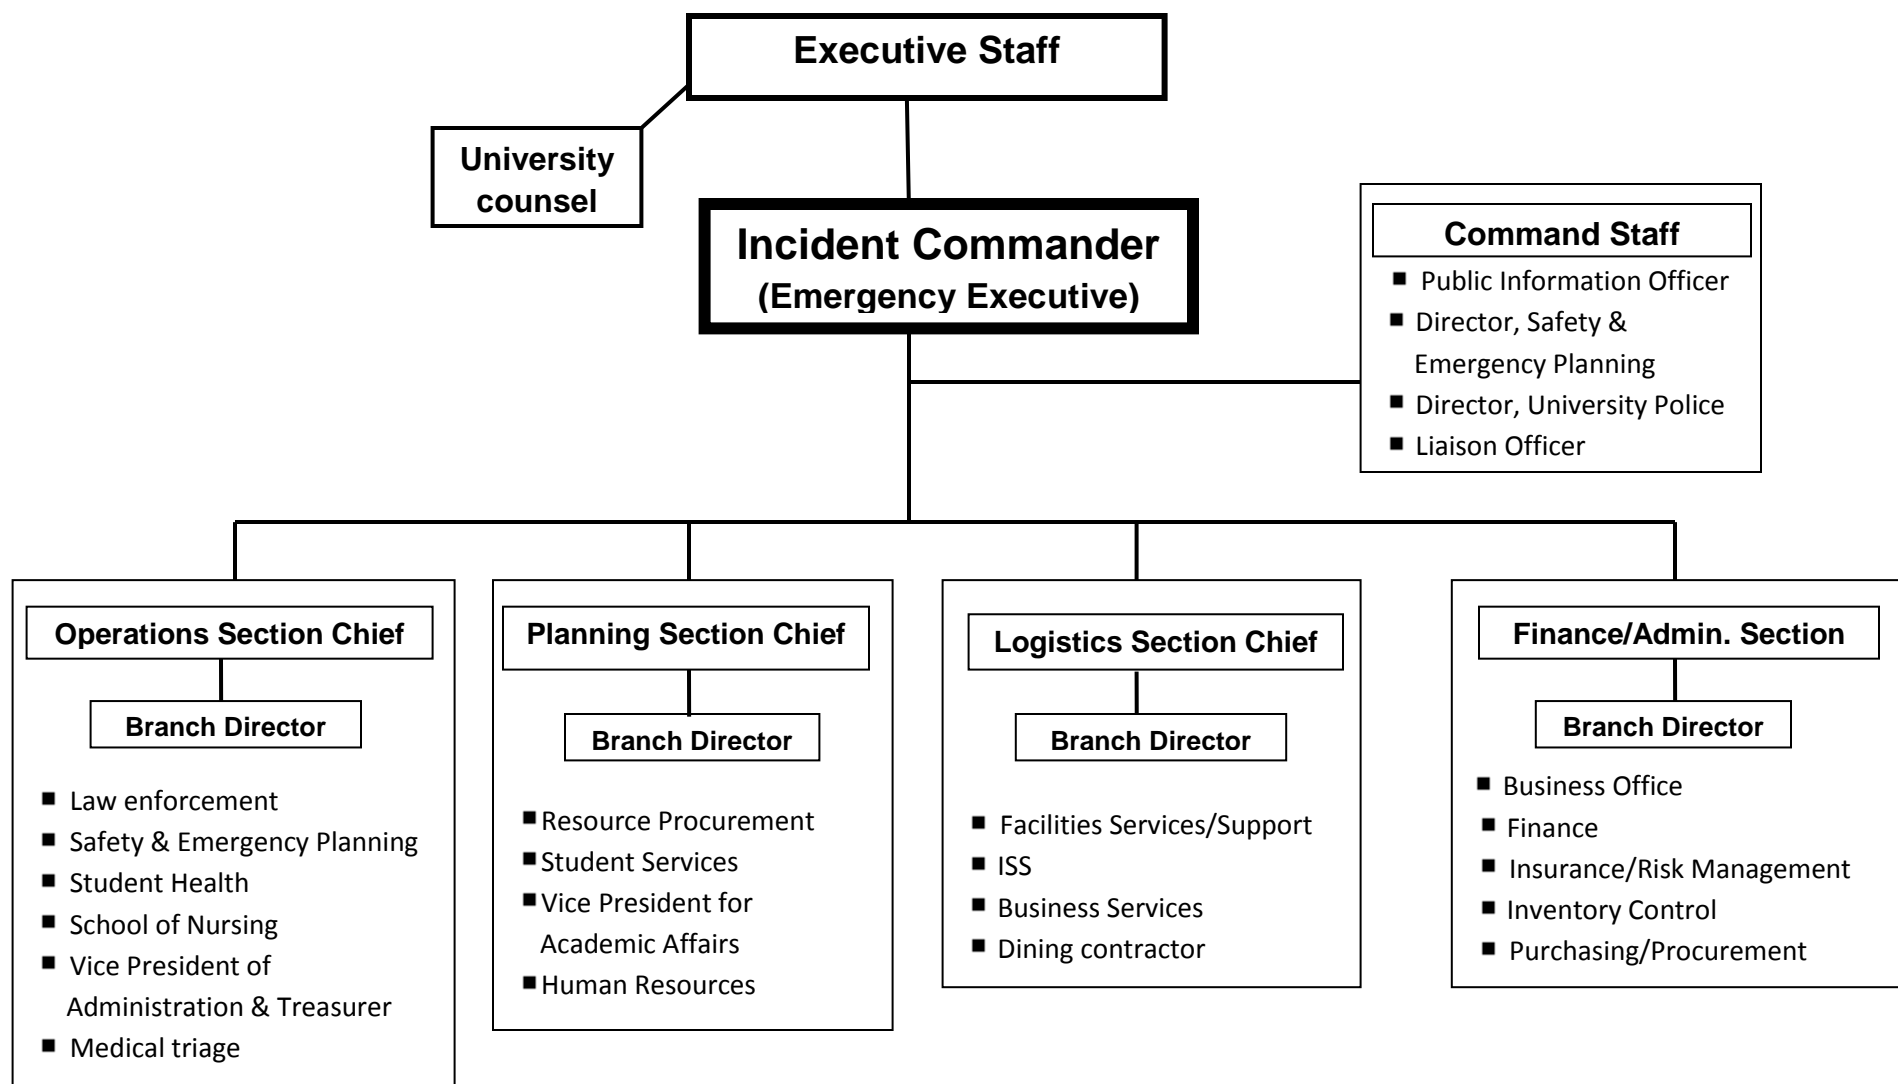 Executive Staff
University
counsel
Incident Commander
(Emergency Executive)
Command Staff
■ Public Information Officer
■ Director, Safety &
Emergency Planning
■ Director, University Police
■ Liaison Officer
Operations Section Chief
Branch Director
■ Law enforcement
■ Safety & Emergency Planning
■ Student Health
■ School of Nursing
■ Vice President of
Administration & Treasurer
■ Medical triage
Planning Section Chief
Branch Director
■ Resource Procurement
■ Student Services
■ Vice President for
Academic Affairs
■ Human Resources
Logistics Section Chief
Branch Director
■ Facilities Services/Support
■ ISS
■ Business Services
■ Dining contractor
Finance/Admin. Section
Branch Director
■ Business Office
■ Finance
■ Insurance/Risk Management
■ Inventory Control
■ Purchasing/Procurement